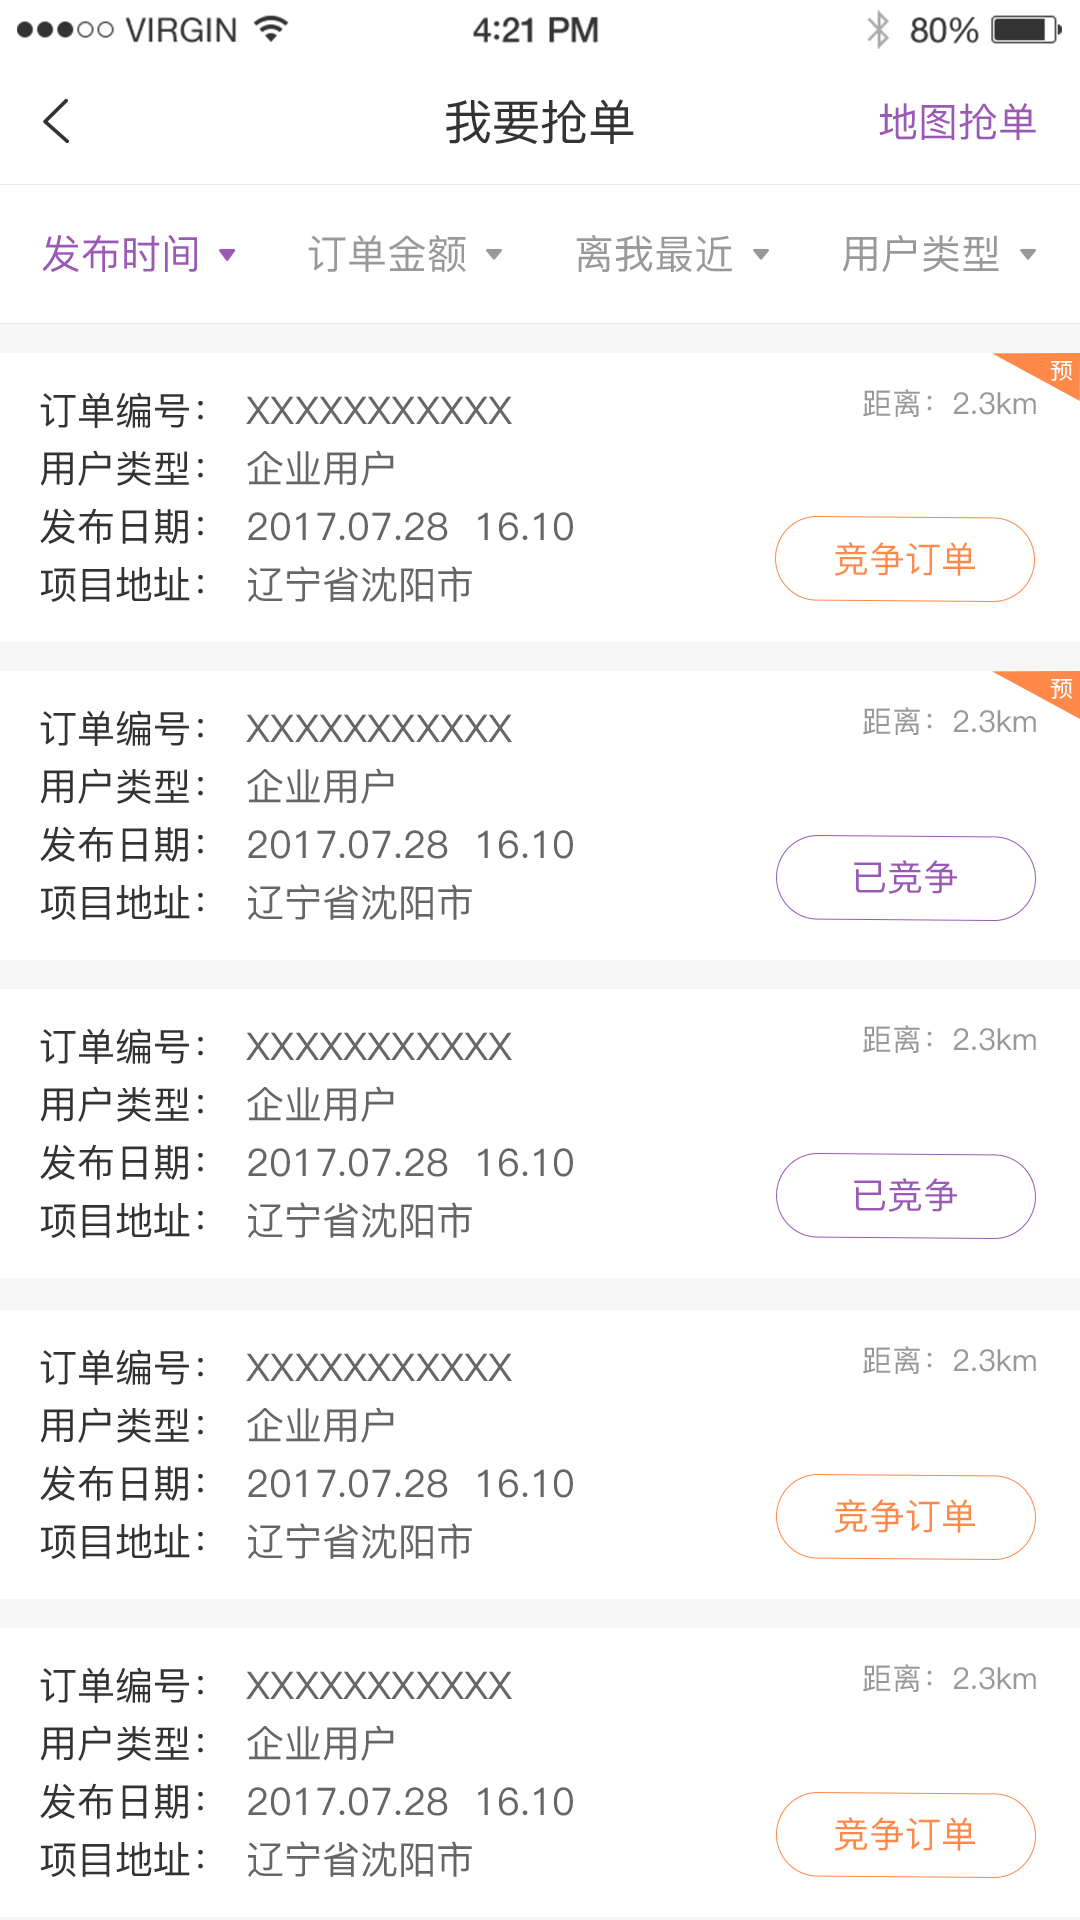 VIRGIN 4:21 PM 80%
我要抢单 地图抢单
发布时间 订单金额 离我最近 用户类型
预
订单编号： XXXXXXXXXXX 距离：2.3km
用户类型： 企业用户
发布日期： 2017.07.28 16.10
竞争订单
项目地址： 辽宁省沈阳市
预
订单编号： XXXXXXXXXXX 距离：2.3km
用户类型： 企业用户
发布日期： 2017.07.28 16.10
已竞争
项目地址： 辽宁省沈阳市
订单编号： XXXXXXXXXXX 距离：2.3km
用户类型： 企业用户
发布日期： 2017.07.28 16.10
已竞争
项目地址： 辽宁省沈阳市
订单编号： XXXXXXXXXXX 距离：2.3km
用户类型： 企业用户
发布日期： 2017.07.28 16.10
竞争订单
项目地址： 辽宁省沈阳市
订单编号： XXXXXXXXXXX 距离：2.3km
用户类型： 企业用户
发布日期： 2017.07.28 16.10
竞争订单
项目地址： 辽宁省沈阳市